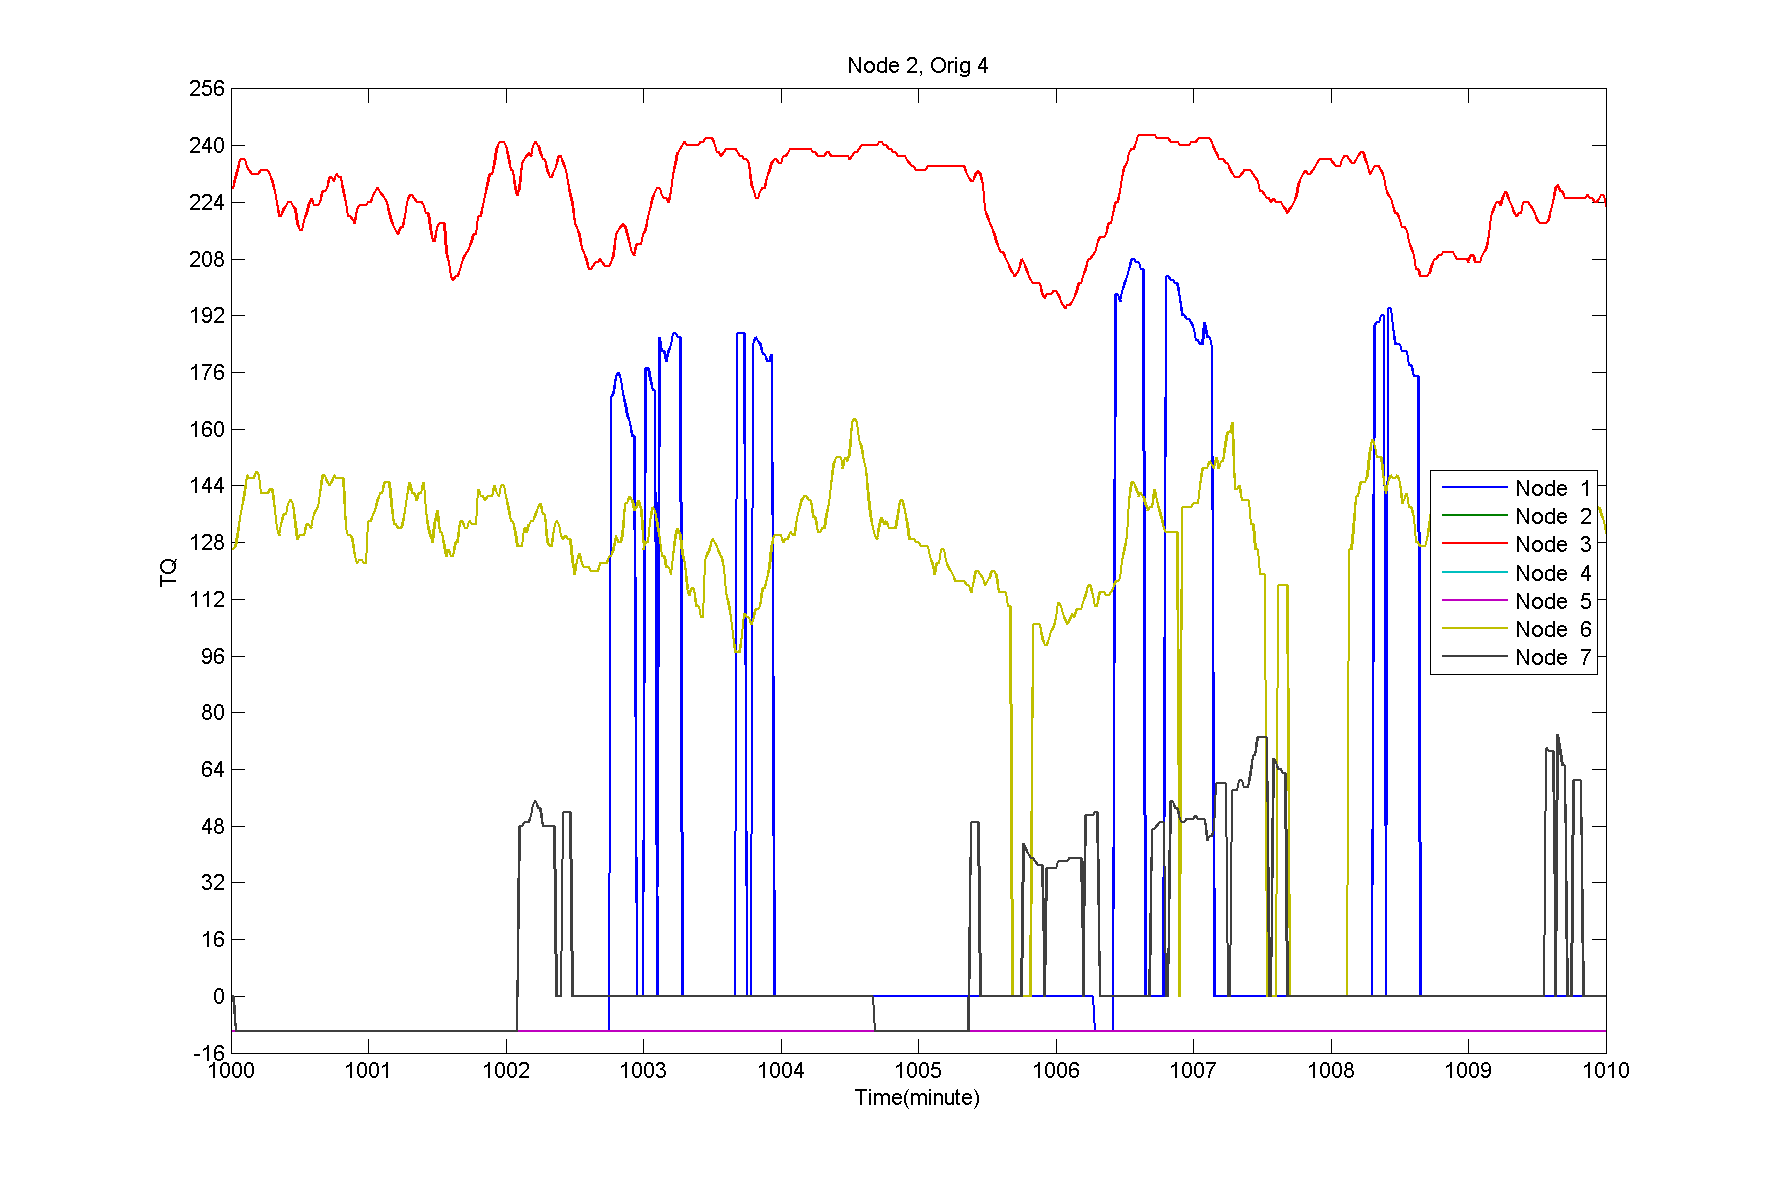 Node 2, Orig 4
256
240
224
208
192
176
160
144
128
112
96
80
64
48
32
16
0
-16
TQ
Node 1
Node 2
Node 3
Node 4
Node 5
Node 6
Node 7
1000 1001 1002 1003 1004 1005 1006 1007 1008 1009 1010
Time(minute)